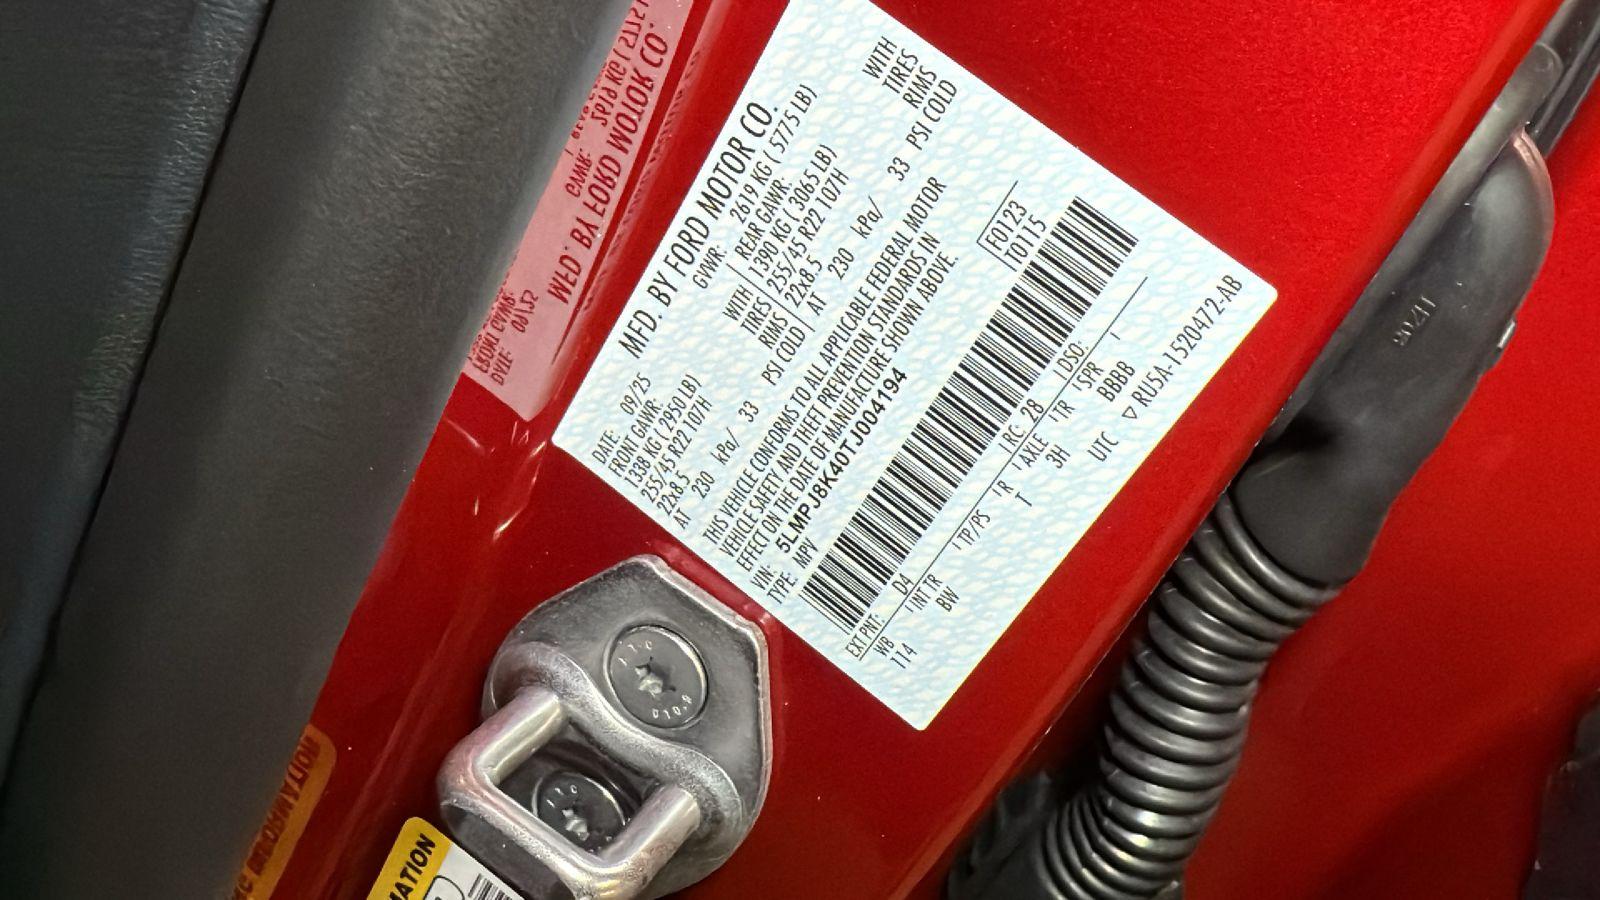 MFD. BY FORD MOTOR CO.
DATE: 09/25 GVWR: 2619 KG ( 5775 LB)
FRONT GAWR: REAR GAWR:
1338 KG ( 2950 LB) WITH 1390 KG ( 3065 LB) WITH
255/45 R22 107H TIRES 255/45 R22 107H TIRES
22x8.5 RIMS 22x8.5 RIMS
AT 230 kPa/ 33 PSI COLD AT 230 kPa/ 33 PSI COLD
THIS VEHICLE CONFORMS TO ALL APPLICABLE FEDERAL MOTOR
VEHICLE SAFETY AND THEFT PREVENTION STANDARDS IN
EFFECT ON THE DATE OF MANUFACTURE SHOWN ABOVE.
VIN: 5LMPJ8K40TJ004194 F0123
TYPE: MPV T0115
EXT PNT: D4 RC: 28 DSO:
WB INT TR TP/PS R AXLE TR SPR
114 BW T 3H BBBB
UTC ▽ RU5A-1520472-AB
MATION